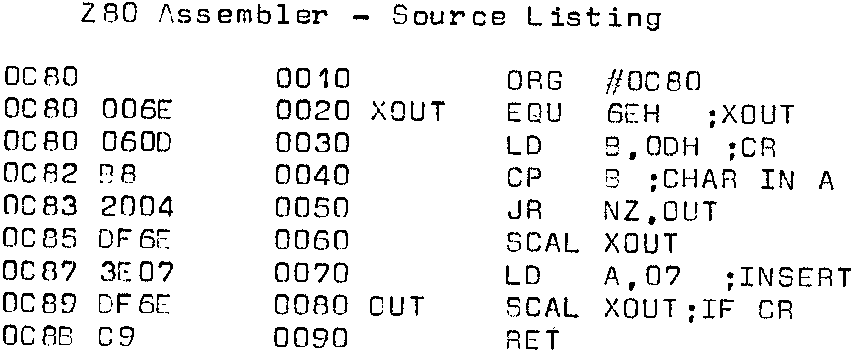 Z80 Assembler - Source Listing
0C80 0010 ORG #0C80
0C80 006E 0020 XOUT EQU 6EH ;XOUT
0C80 060D 0030 LD B,0DH ;CR
0C82 B8 0040 CP B ;CHAR IN A
0C83 2004 0050 JR NZ,OUT
0C85 DF6E 0060 SCAL XOUT
0C87 3E07 0070 LD A,07 ;INSERT
0C89 DF6E 0080 OUT SCAL XOUT;IF CR
0C8B C9 0090 RET